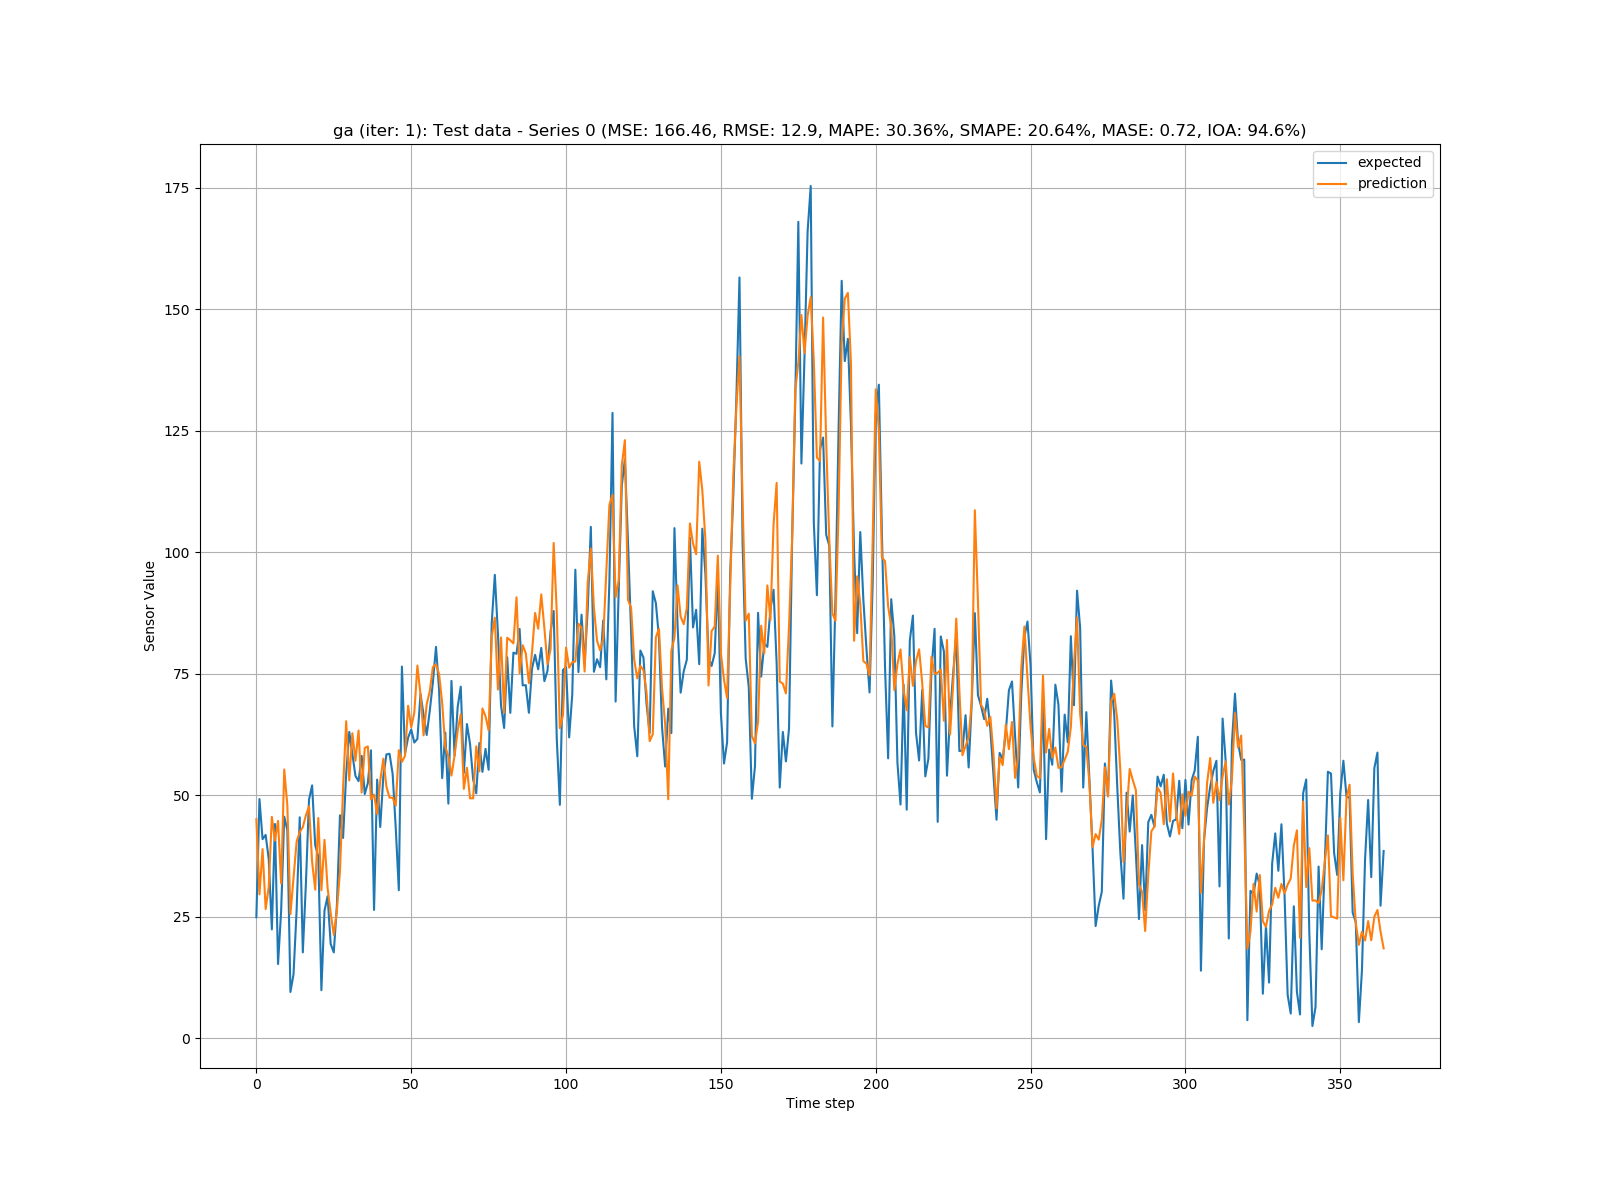 ga (iter: 1): Test data - Series 0 (MSE: 166.46, RMSE: 12.9, MAPE: 30.36%, SMAPE: 20.64%, MASE: 0.72, IOA: 94.6%)
expected
prediction
175
150
125
100
75
50
25
0
Sensor Value
0 50 100 150 200 250 300 350
Time step